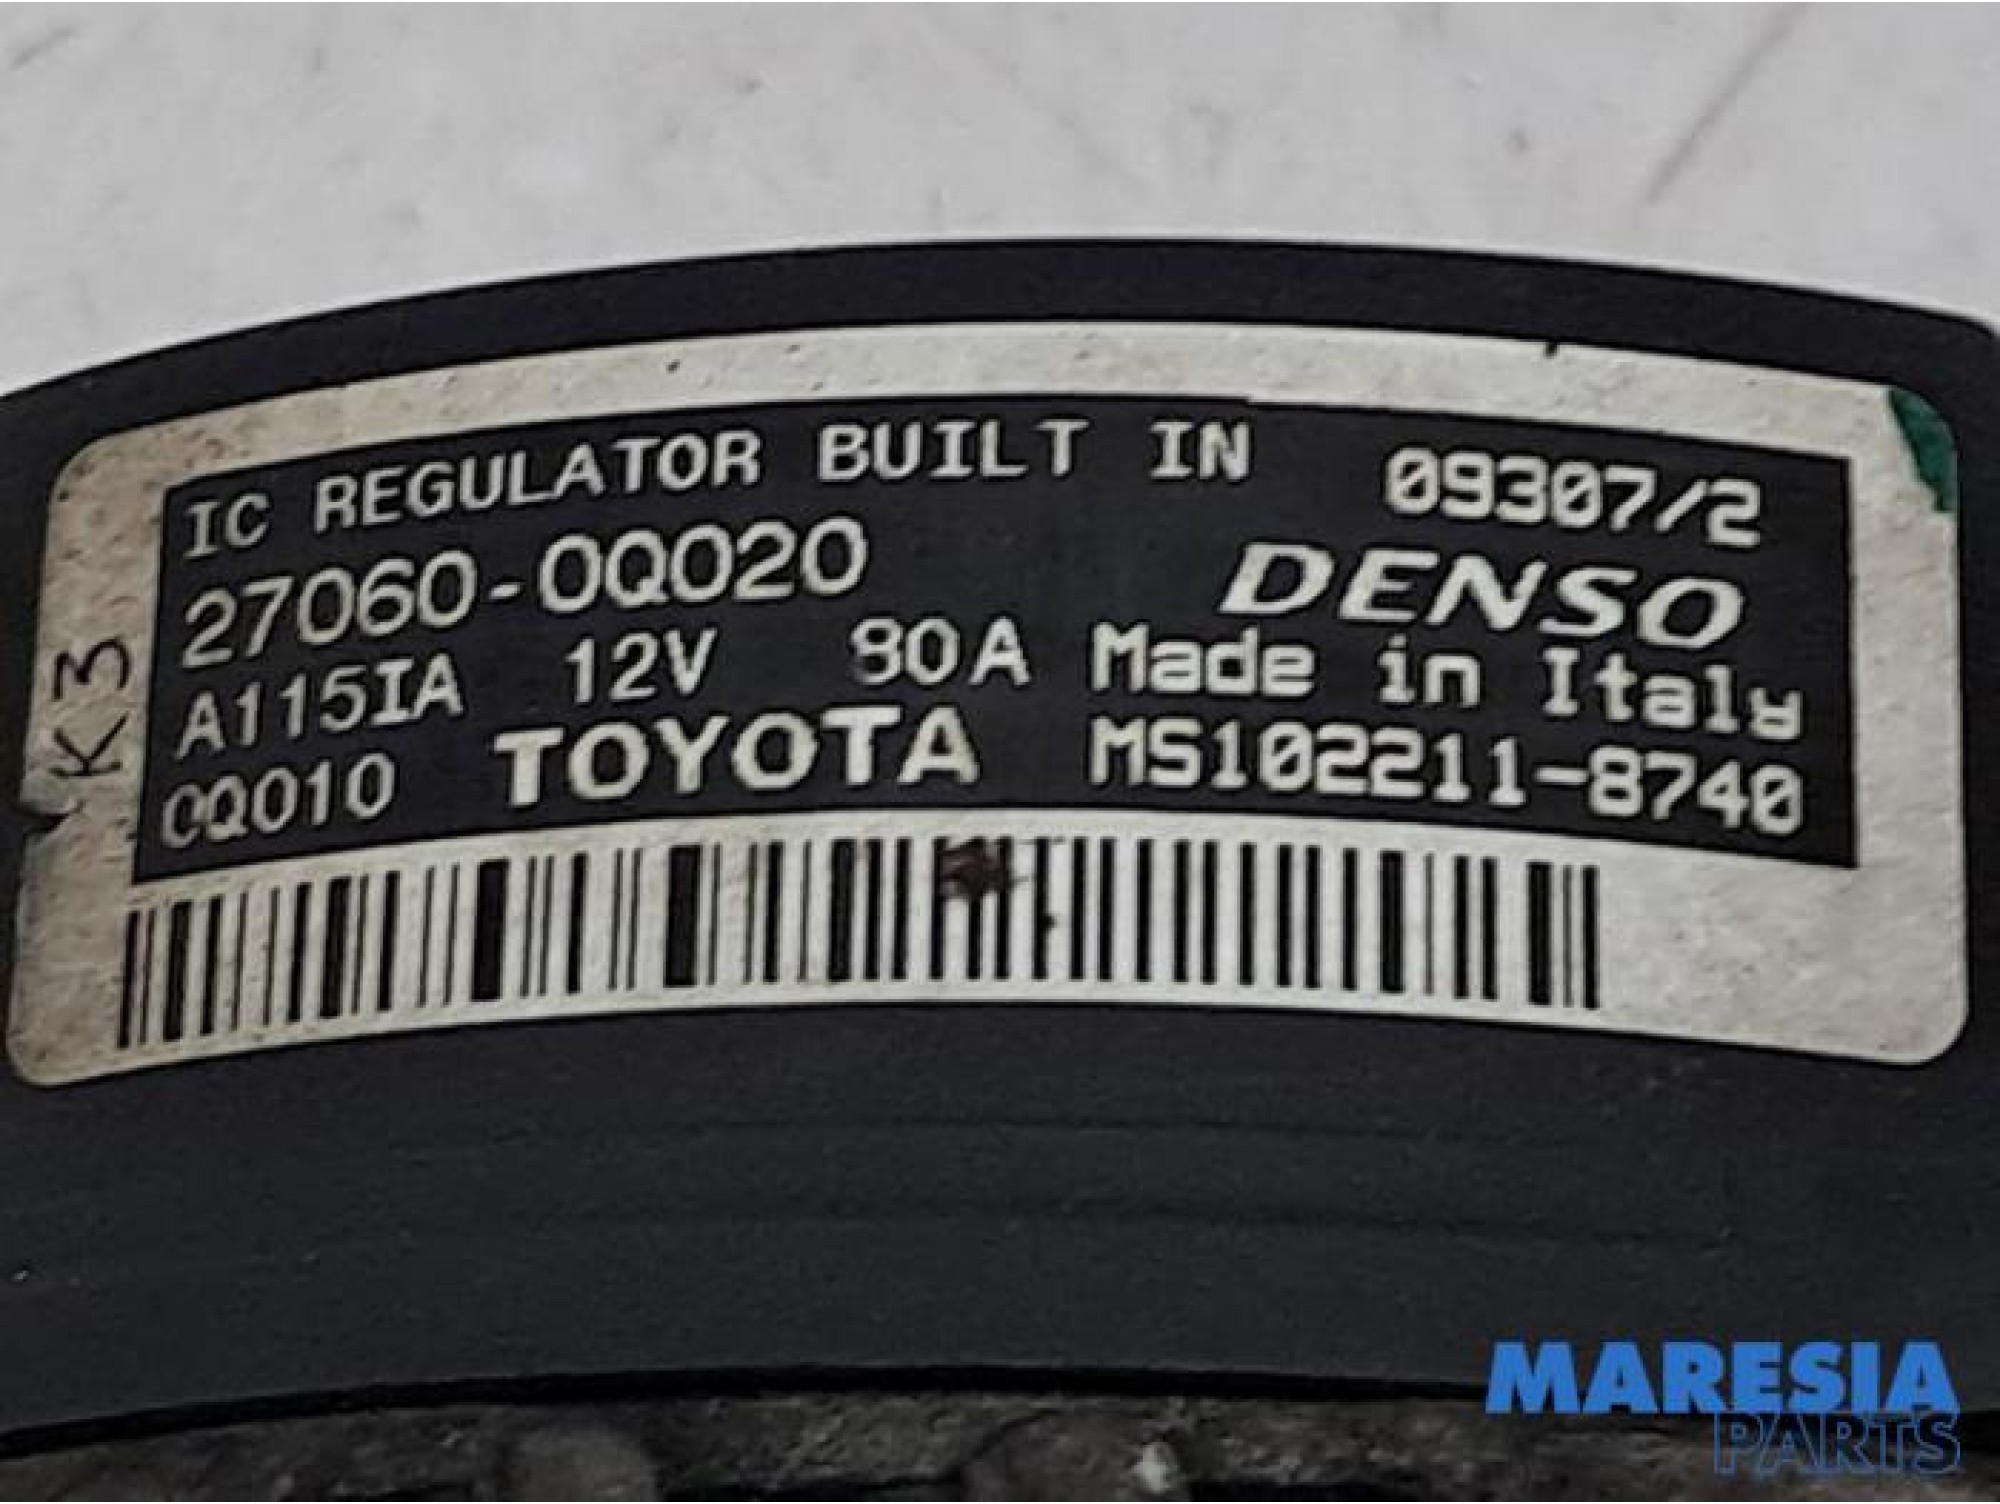 IC REGULATOR BUILT IN 09307/2
27060-0Q020 DENSO
A115IA 12V 80A Made in Italy
CQ010 TOYOTA MS102211-8740
K3
MARESIA
PARTS